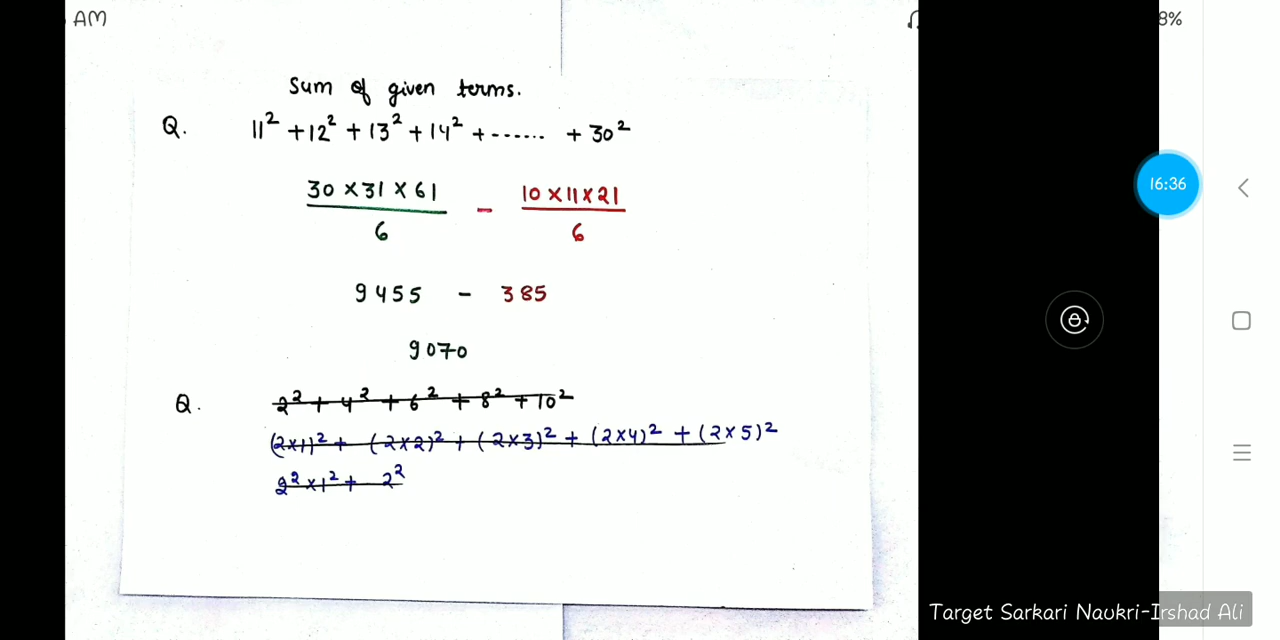 AM
8%
Sum of given terms.
Q. 11² + 12² + 13² + 14² + ------ + 30²
30 × 31 × 61 / 6 - 10 × 11 × 21 / 6
9455 - 385
9070
Q. 2² + 4² + 6² + 8² + 10²
(2×1)² + (2×2)² + (2×3)² + (2×4)² + (2×5)²
2² × 1² + 2²
16:36
Target Sarkari Naukri-Irshad Ali